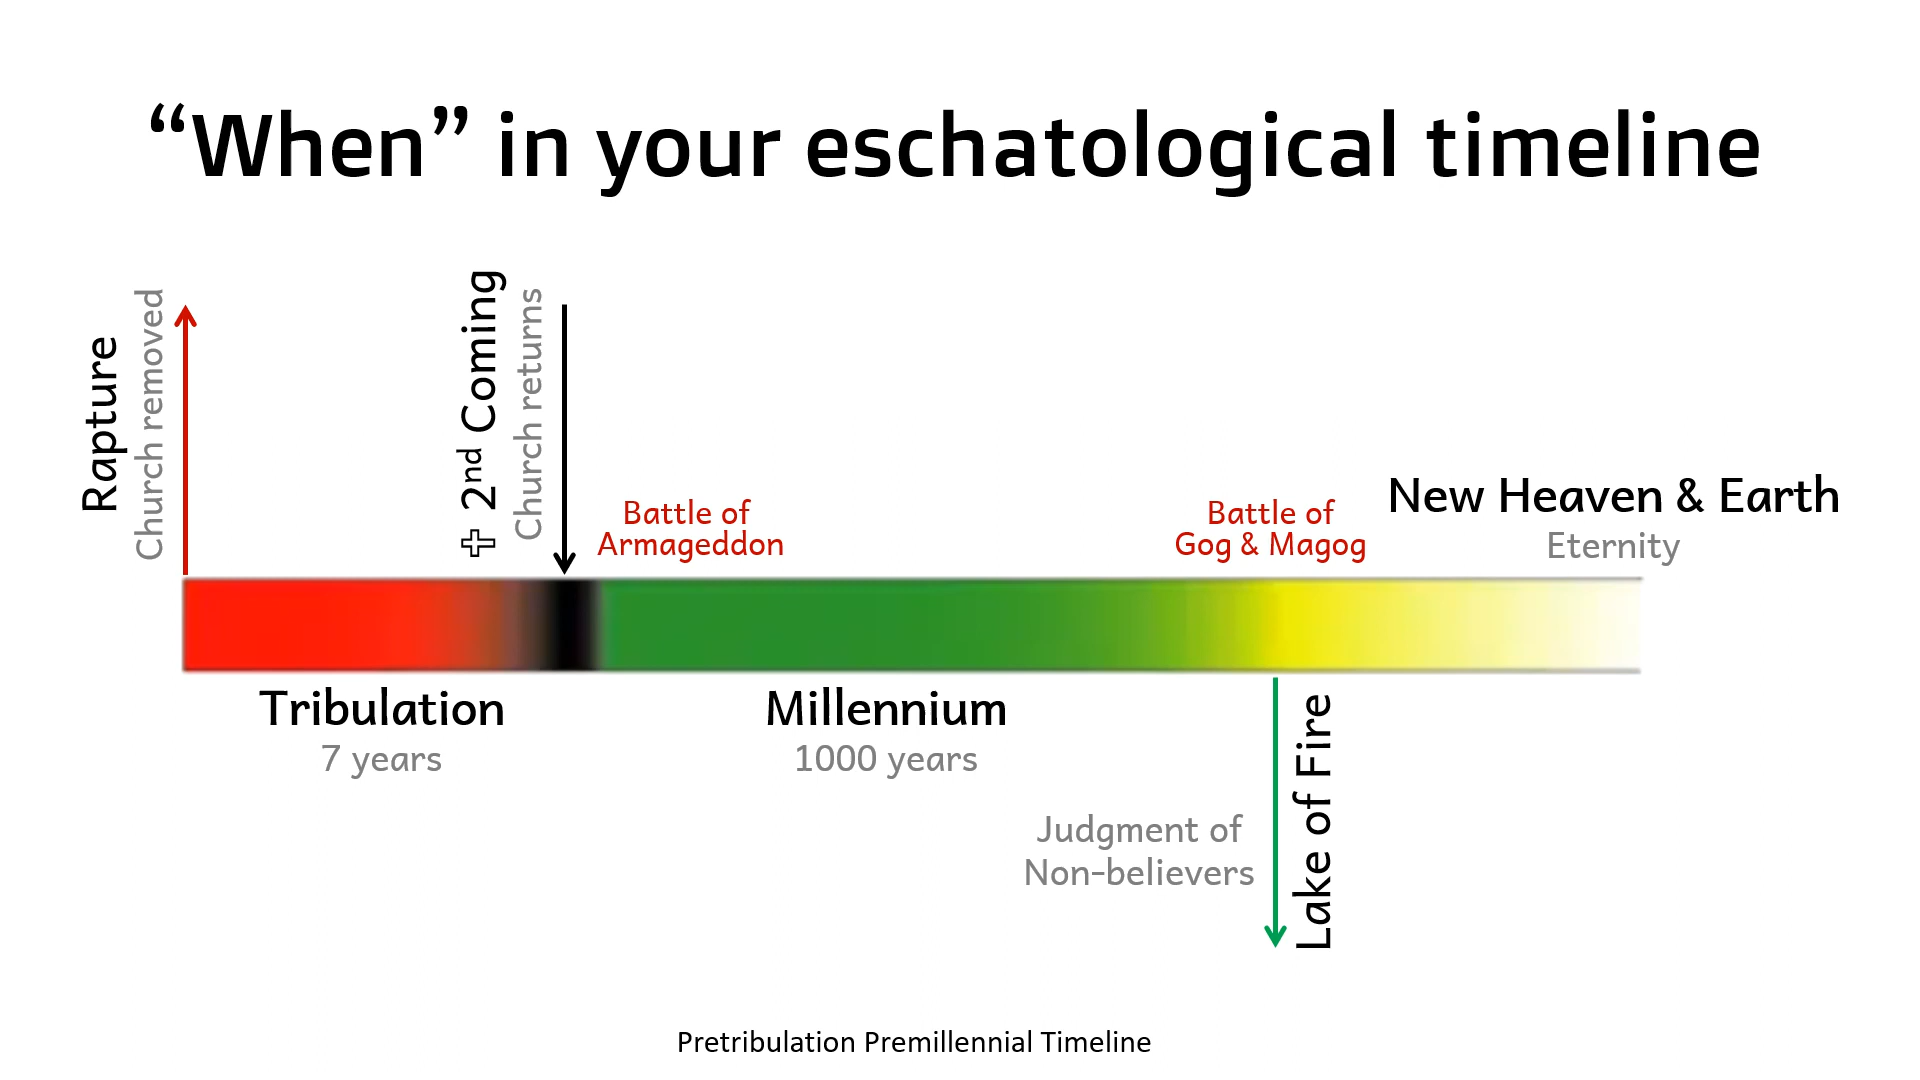 “When” in your eschatological timeline
Rapture
Church removed
✞ 2nd Coming
Church returns
Battle of
Armageddon
Battle of
Gog & Magog
New Heaven & Earth
Eternity
Tribulation
7 years
Millennium
1000 years
Judgment of
Non-believers
Lake of Fire
Pretribulation Premillennial Timeline